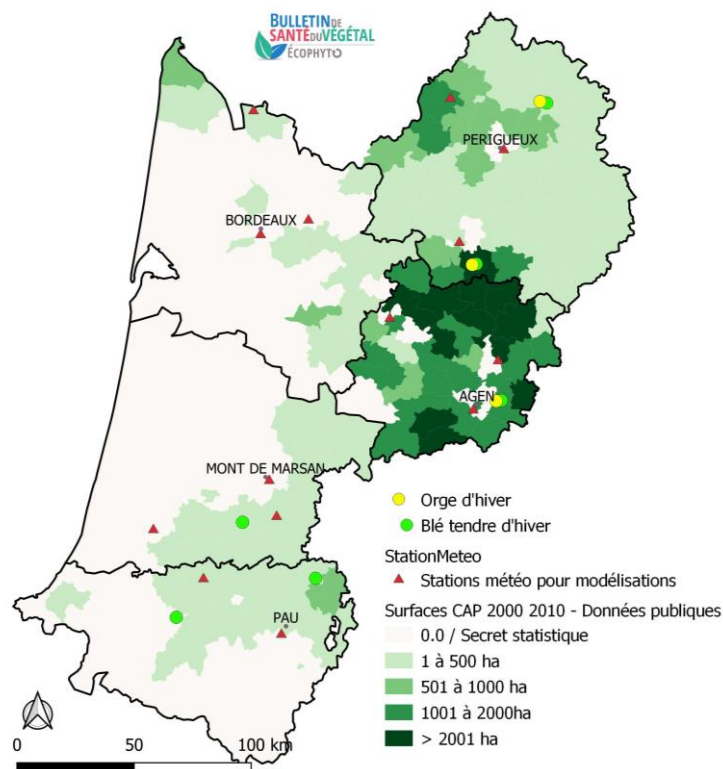 BULLETIN DE
SANTÉ DU VÉGÉTAL
ÉCOPHYTO
PERIGUEUX
BORDEAUX
AGEN
MONT DE MARSAN
PAU
Orge d'hiver
Blé tendre d'hiver
StationMeteo
Stations météo pour modélisations
Surfaces CAP 2000 2010 - Données publiques
0.0 / Secret statistique
1 à 500 ha
501 à 1000 ha
1001 à 2000ha
> 2001 ha
0 50 100 km